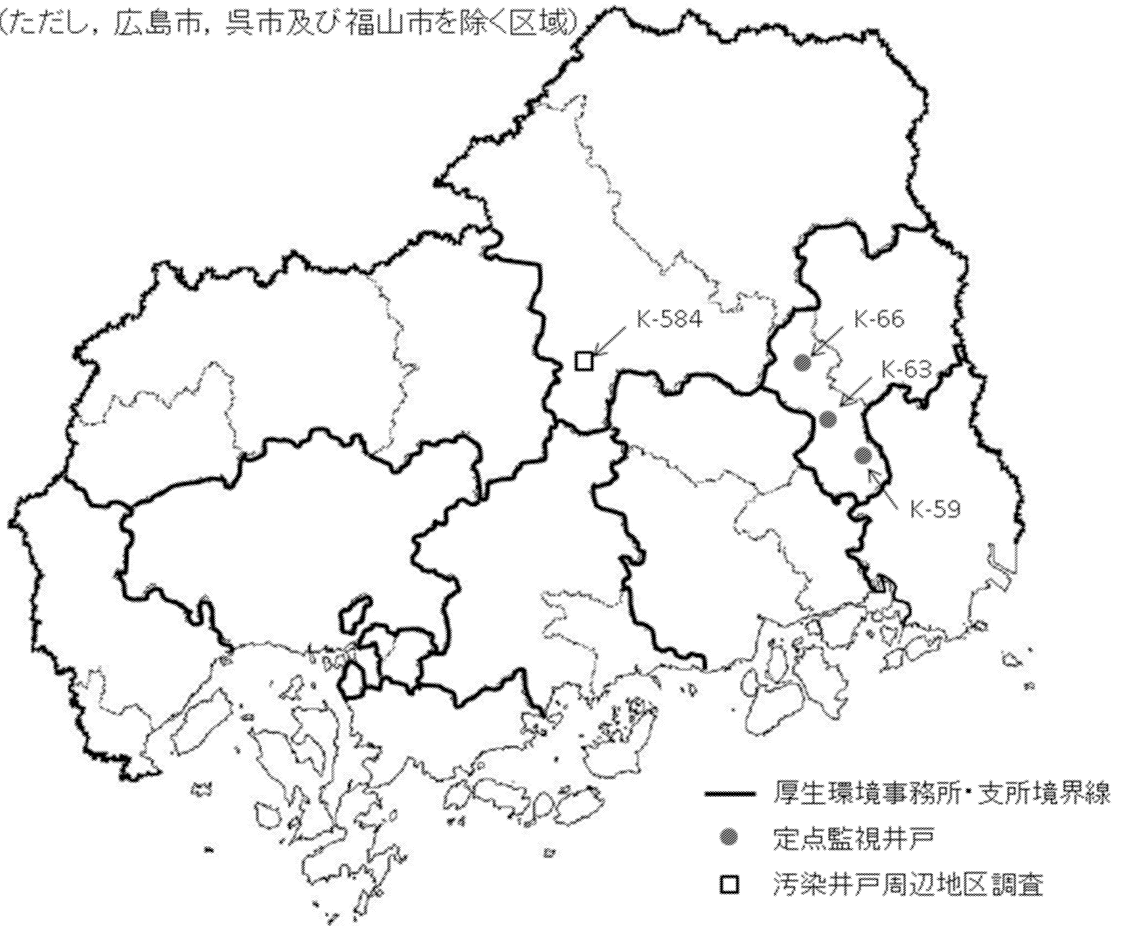 (ただし, 広島市, 呉市及び福山市を除く区域)
K-584
K-66
K-63
K-59
厚生環境事務所・支所境界線
定点監視井戸
汚染井戸周辺地区調査